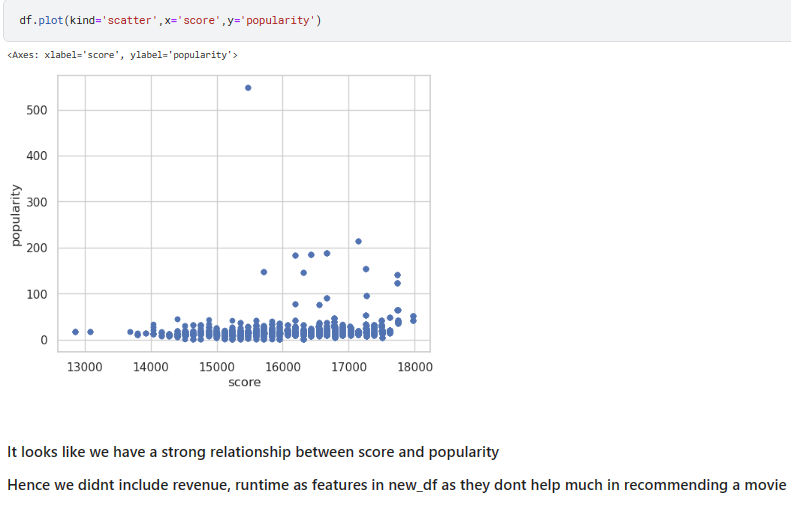 df.plot(kind='scatter',x='score',y='popularity')
<Axes: xlabel='score', ylabel='popularity'>
500
400
300
200
100
0
popularity
13000 14000 15000 16000 17000 18000
score
It looks like we have a strong relationship between score and popularity
Hence we didnt include revenue, runtime as features in new_df as they dont help much in recommending a movie